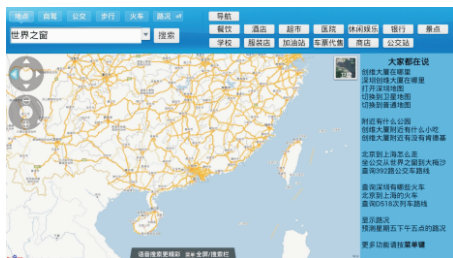 地点 自驾 公交 步行 火车 路况
导航
世界之窗 搜索
餐饮 酒店 超市 医院 休闲娱乐 银行 景点
学校 服装店 加油站 车票代售 商店 公交站
大家都在说
创维大厦在哪里
深圳创维大厦在哪里
打开深圳地图
切换到卫星地图
切换到普通地图
附近有什么公园
创维大厦附近有什么小吃
创维大厦附近有没有肯德基
北京到上海怎么走
坐公交从世界之窗到大梅沙
查询392路公交车路线
查询深圳有哪些火车
北京到上海的火车
查询D518次列车路线
显示路况
预测星期五下午五点的路况
更多功能请按菜单键
语音搜索更精彩 菜单 全屏/搜索栏